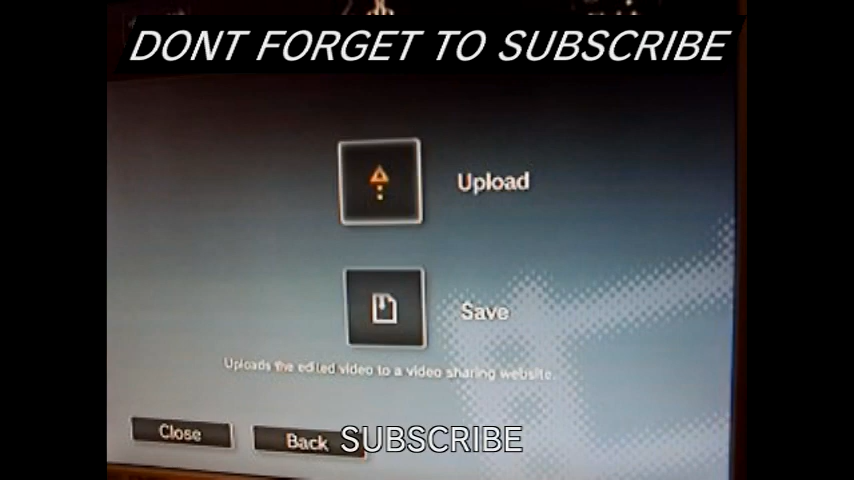 DONT FORGET TO SUBSCRIBE
Upload
Save
Uploads the edited video to a video sharing website.
Close
Back
SUBSCRIBE